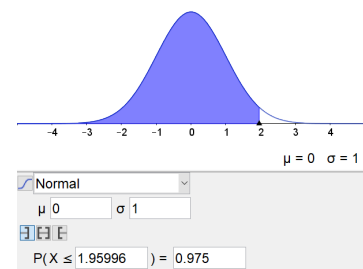 -4 -3 -2 -1 0 1 2 3 4
μ = 0 σ = 1
Normal
μ 0 σ 1
P( X ≤ 1.95996 ) = 0.975